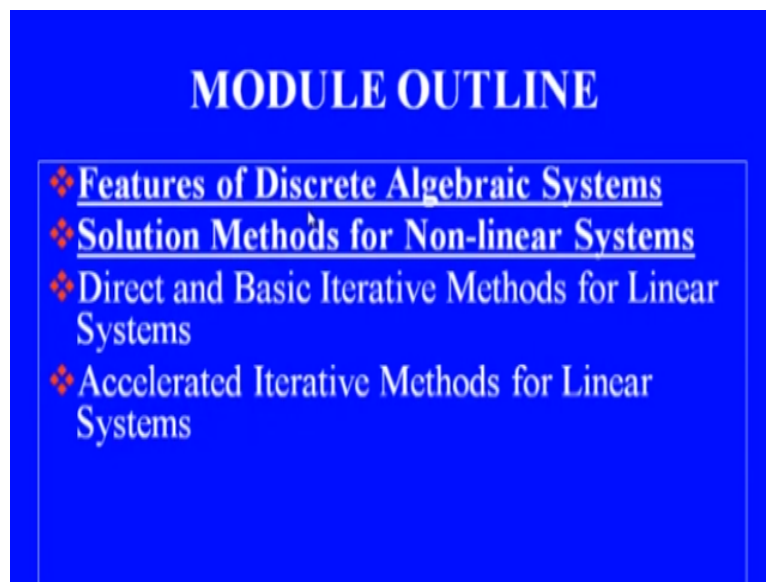 MODULE OUTLINE
Features of Discrete Algebraic Systems
Solution Methods for Non-linear Systems
Direct and Basic Iterative Methods for Linear
Systems
Accelerated Iterative Methods for Linear
Systems